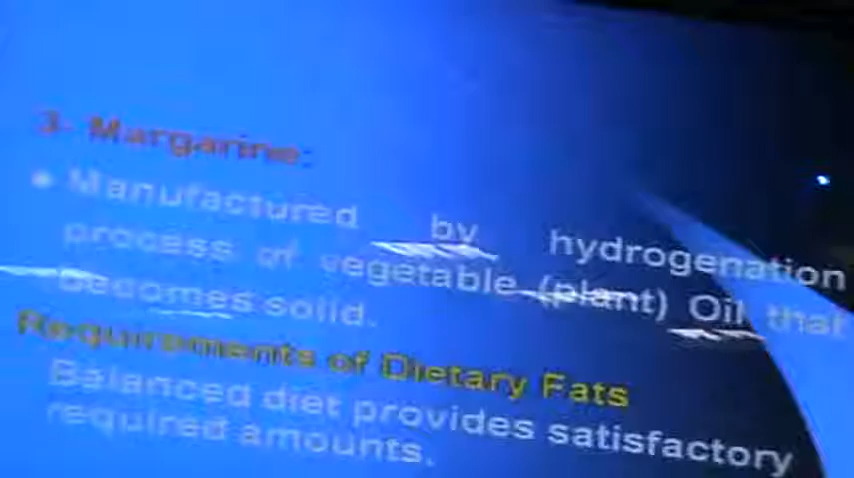 3- Margarine:
• Manufactured by hydrogenation
process of vegetable (plant) Oil that
becomes solid.
Requirements of Dietary Fats
Balanced diet provides satisfactory
required amounts.